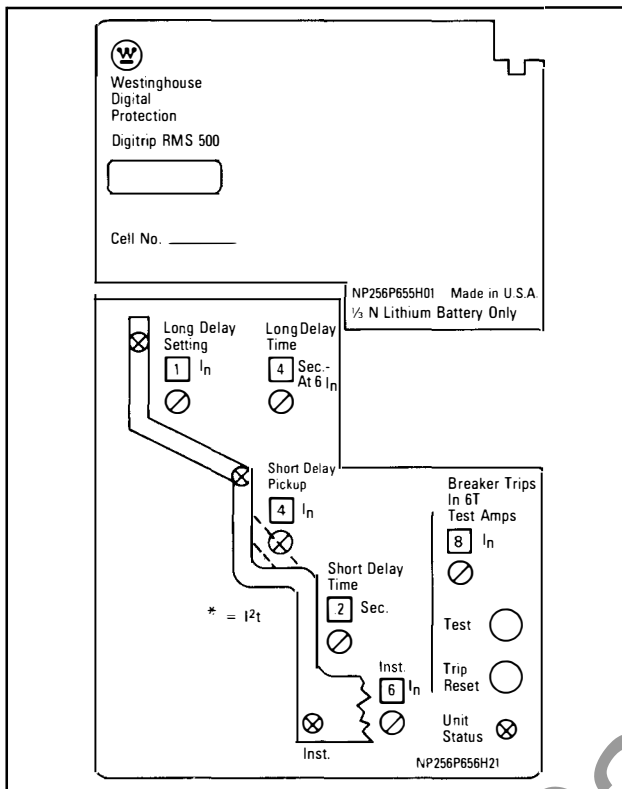 W
Westinghouse
Digital
Protection
Digitrip RMS 500
Cell No.
NP256P655H01 Made in U.S.A.
⅓ N Lithium Battery Only
Long Delay
Setting
1 In
Long Delay
Time
4 Sec.-
At 6 In
Short Delay
Pickup
4 In
Short Delay
Time
.2 Sec.
* = I²t
Inst.
6 In
Inst.
Breaker Trips
In 6T
Test Amps
8 In
Test
Trip
Reset
Unit
Status
NP256P656H21